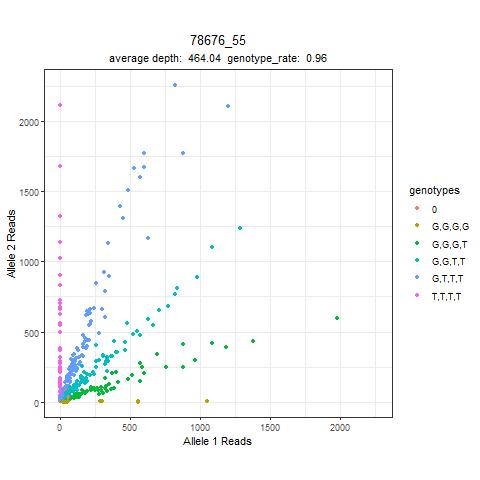 78676_55
average depth:  464.04  genotype_rate:  0.96
Allele 2 Reads
2000
1500
1000
500
0
0
500
1000
1500
2000
Allele 1 Reads
genotypes
0
G,G,G,G
G,G,G,T
G,G,T,T
G,T,T,T
T,T,T,T